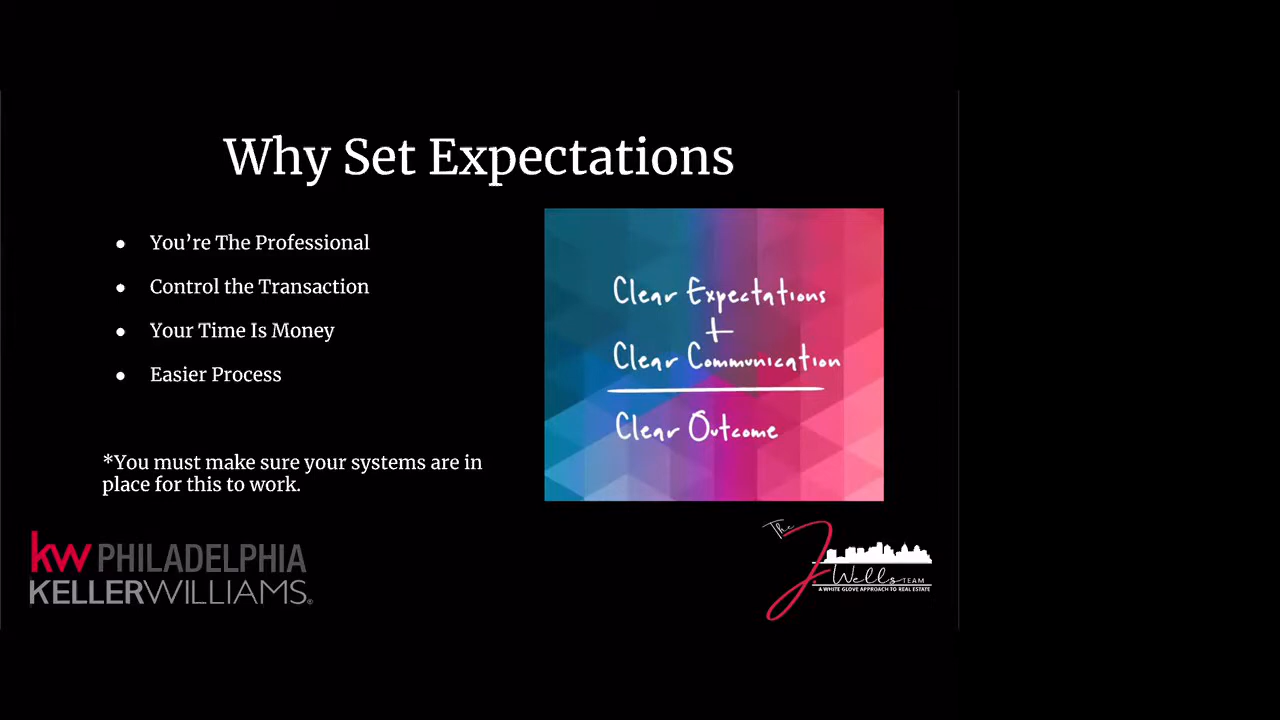 Why Set Expectations
● You’re The Professional
● Control the Transaction
● Your Time Is Money
● Easier Process
*You must make sure your systems are in
place for this to work.
Clear Expectations
+
Clear Communication
Clear Outcome
kw PHILADELPHIA
KELLERWILLIAMS®
The
J. Wells TEAM
A WHITE GLOVE APPROACH TO REAL ESTATE